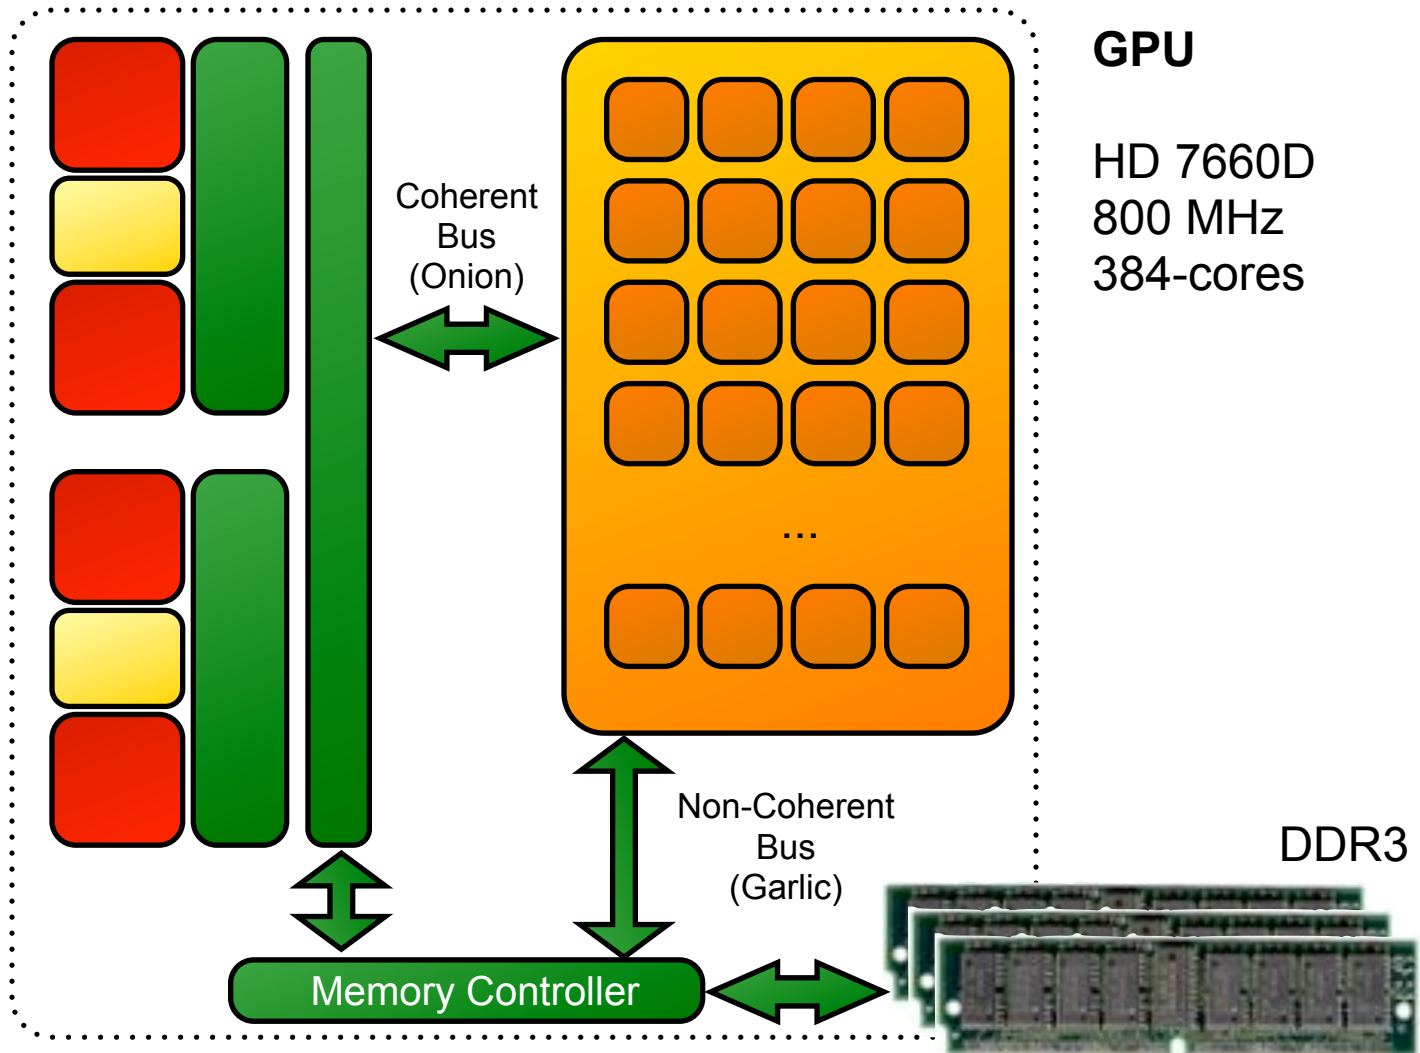 GPU
HD 7660D
800 MHz
384-cores
Coherent
Bus
(Onion)
...
Non-Coherent
Bus
(Garlic)
DDR3
Memory Controller